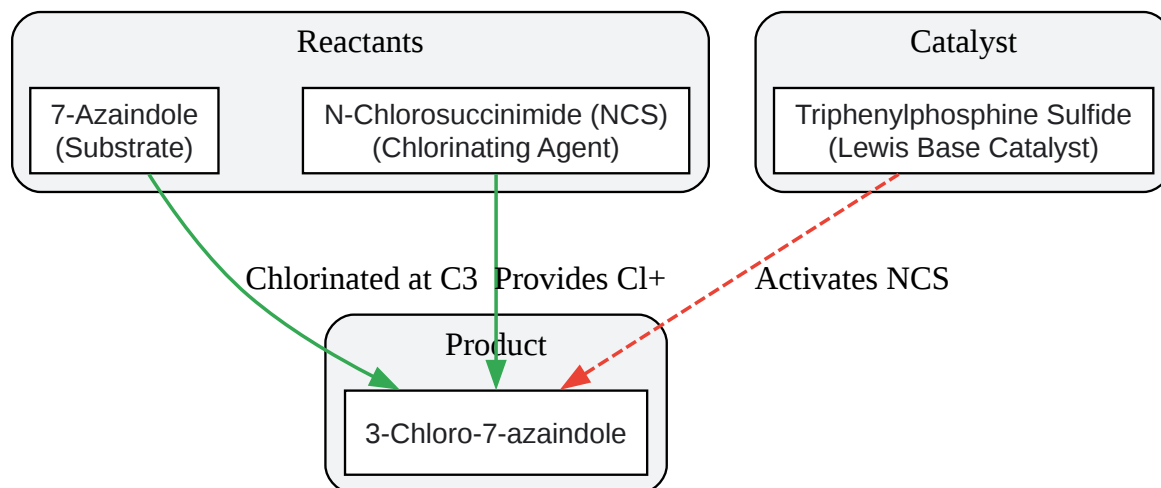 Reactants
Catalyst
7-Azaindole
(Substrate)
N-Chlorosuccinimide (NCS)
(Chlorinating Agent)
Triphenylphosphine Sulfide
(Lewis Base Catalyst)
Chlorinated at C3
Provides Cl+
Activates NCS
Product
3-Chloro-7-azaindole